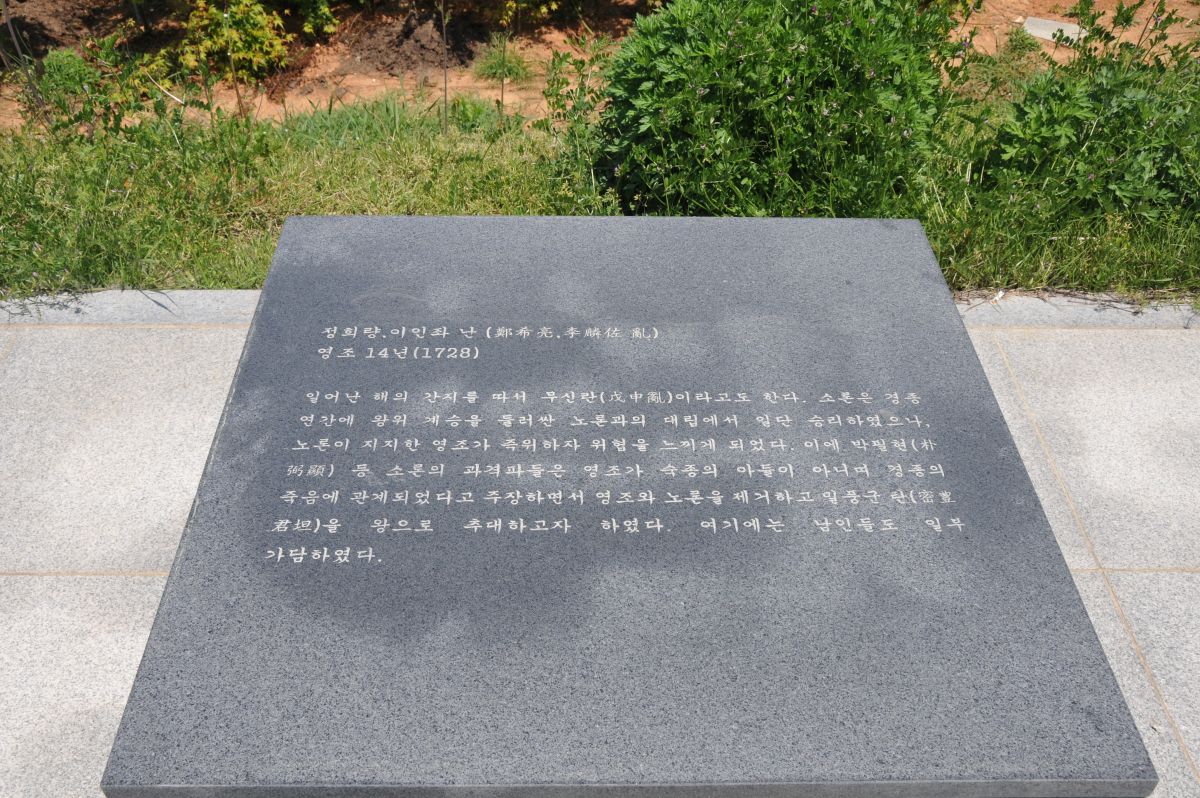 정희량.이인좌 난 (鄭希亮.李麟佐 亂)
영조 14년(1728)
일어난 해의 간지를 따서 무신란(戊申亂)이라고도 한다. 소론은 경종
연간에 왕위 계승을 둘러싼 노론과의 대립에서 일단 승리하였으나,
노론이 지지한 영조가 즉위하자 위협을 느끼게 되었다. 이에 박필현(朴
弼顯) 등 소론의 과격파들은 영조가 숙종의 아들이 아니며 경종의
죽음에 관계되었다고 주장하면서 영조와 노론을 제거하고 일풍군 탄(密豊
君坦)을 왕으로 추대하고자 하였다. 여기에는 남인들도 일부
가담하였다.